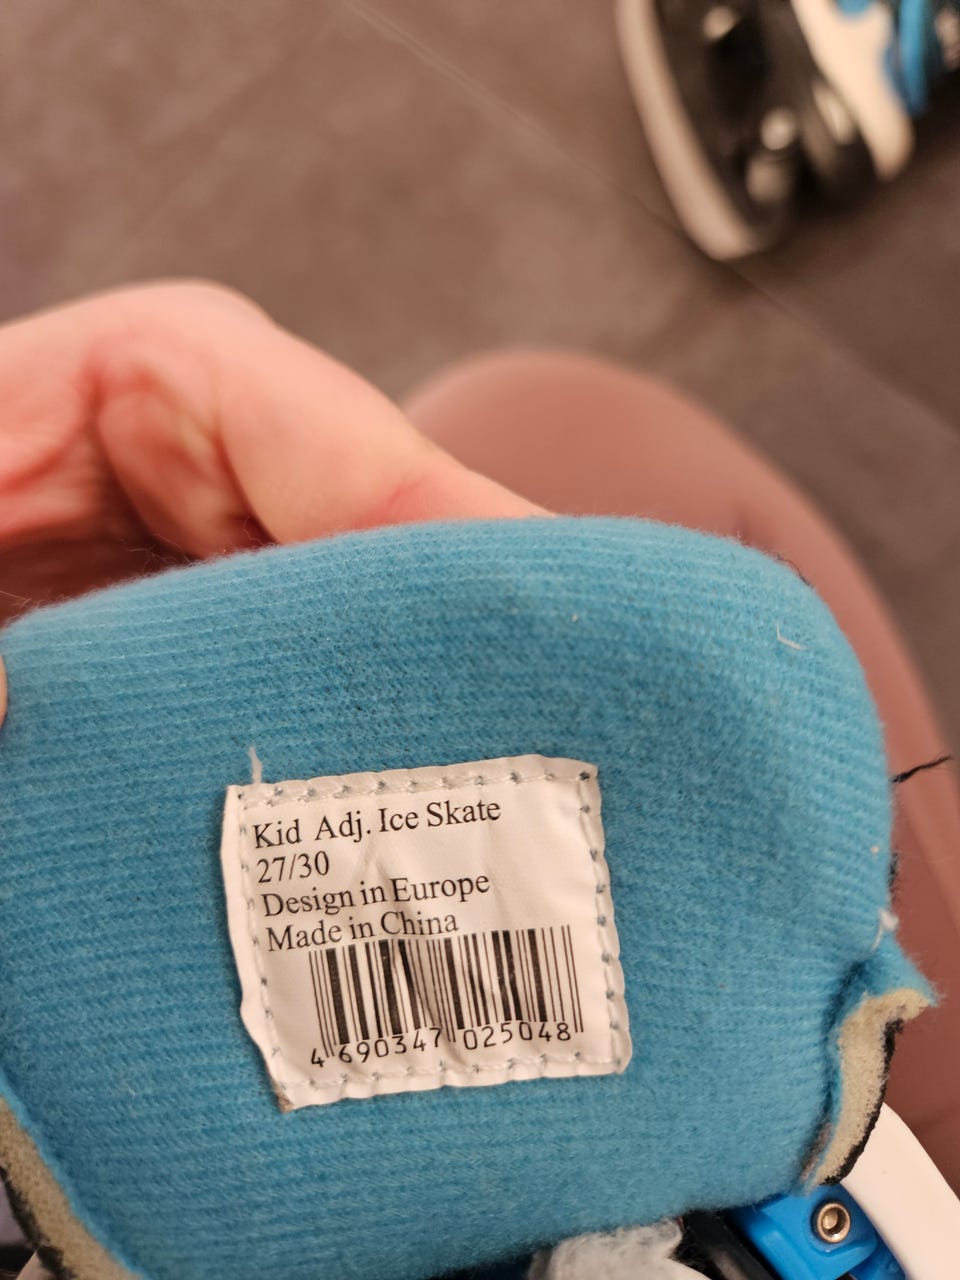 Kid Adj. Ice Skate
27/30
Design in Europe
Made in China
4 690347 025048